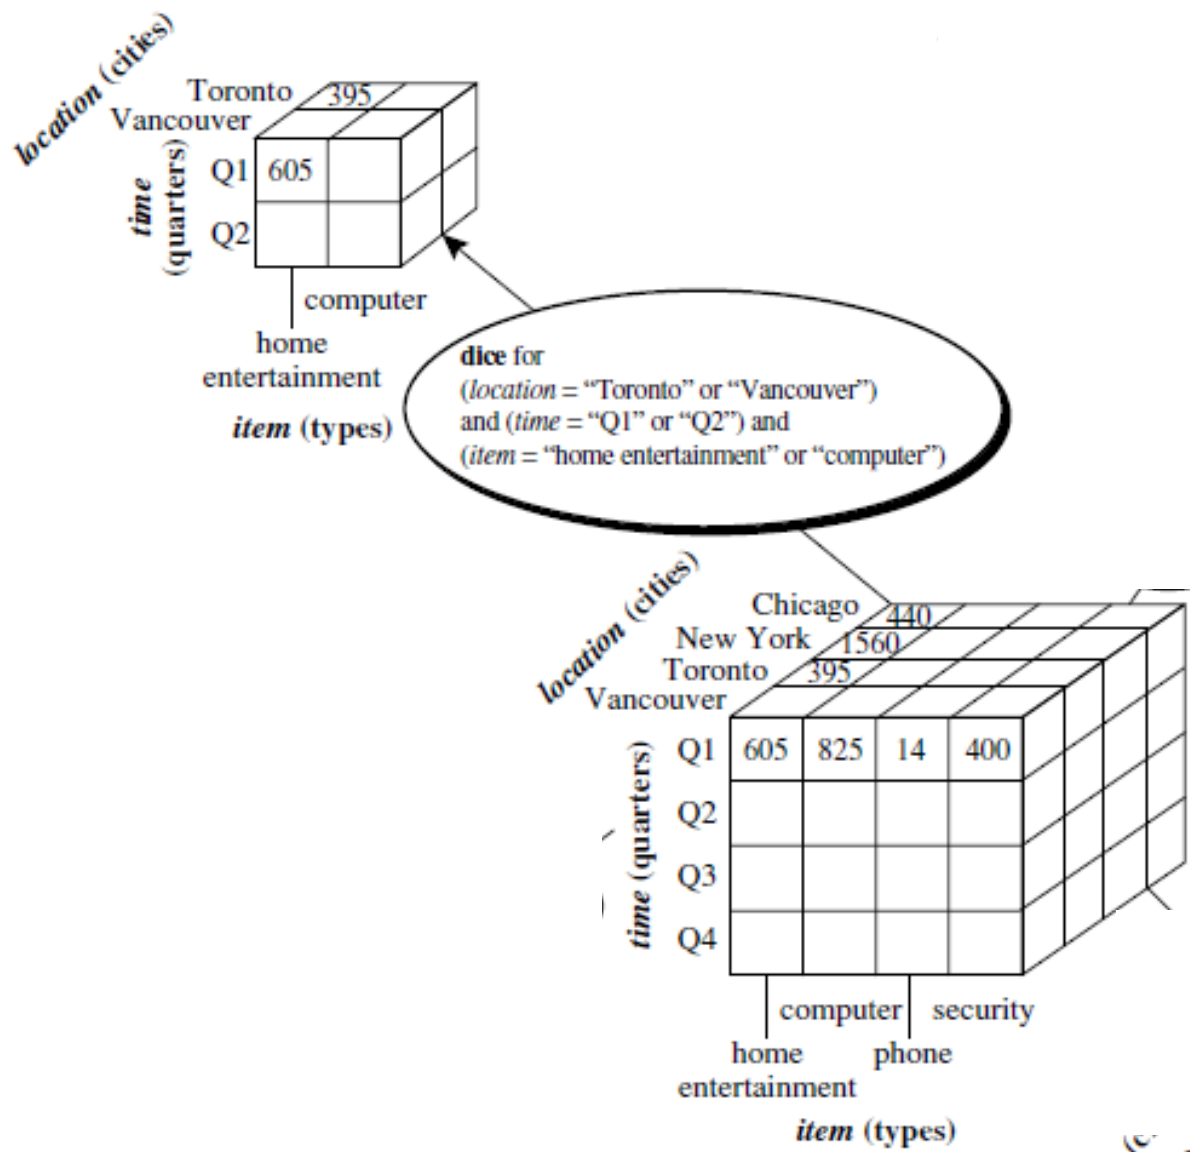 location (cities)
Toronto
395
Vancouver
time
(quarters)
Q1
605
Q2
computer
home
entertainment
item (types)
dice for
(location = “Toronto” or “Vancouver”)
and (time = “Q1” or “Q2”) and
(item = “home entertainment” or “computer”)
location (cities)
Chicago
440
New York
1560
Toronto
395
Vancouver
time (quarters)
Q1
605 825 14 400
Q2
Q3
Q4
computer
security
home
entertainment
phone
item (types)